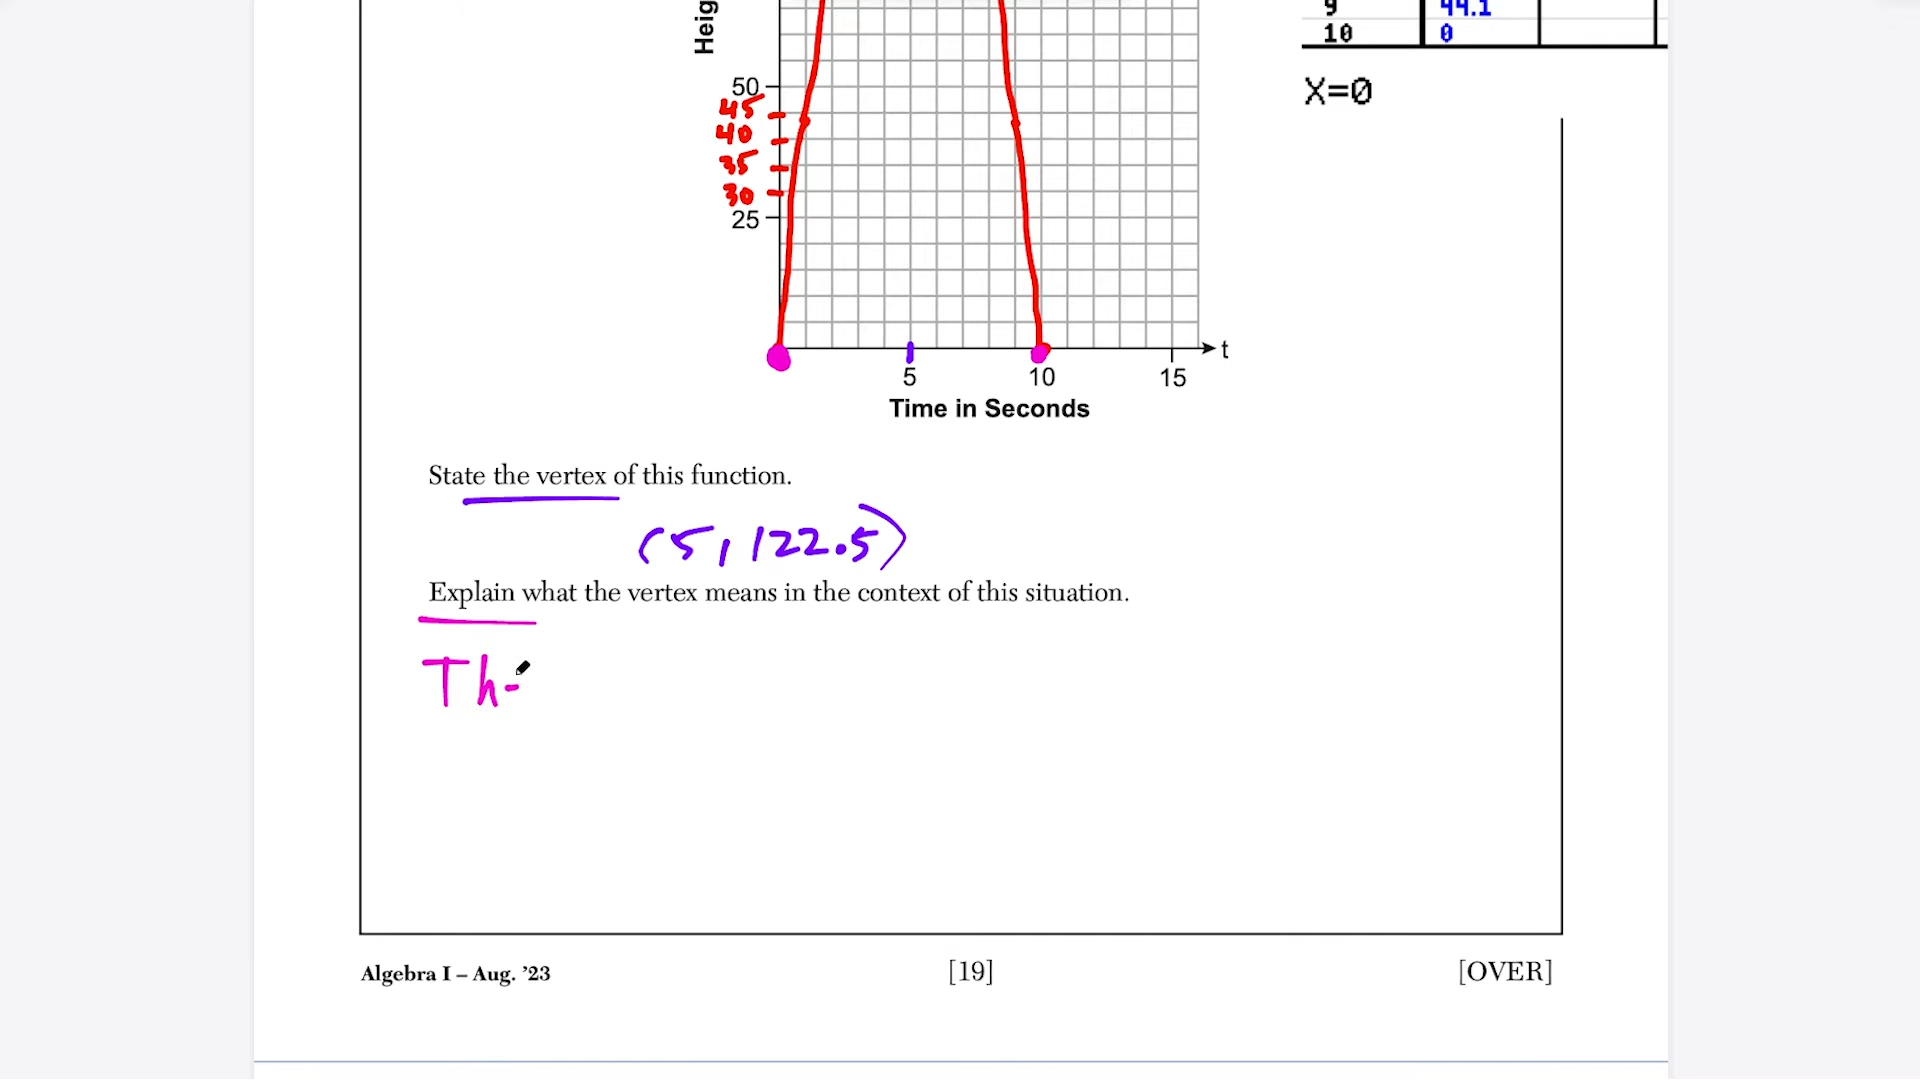 Heig
9 44.1
10 0
X=0
50
45
40
35
30
25
t
5 10 15
Time in Seconds
State the vertex of this function.
(5, 122.5)
Explain what the vertex means in the context of this situation.
Th-
Algebra I – Aug. ’23 [19] [OVER]